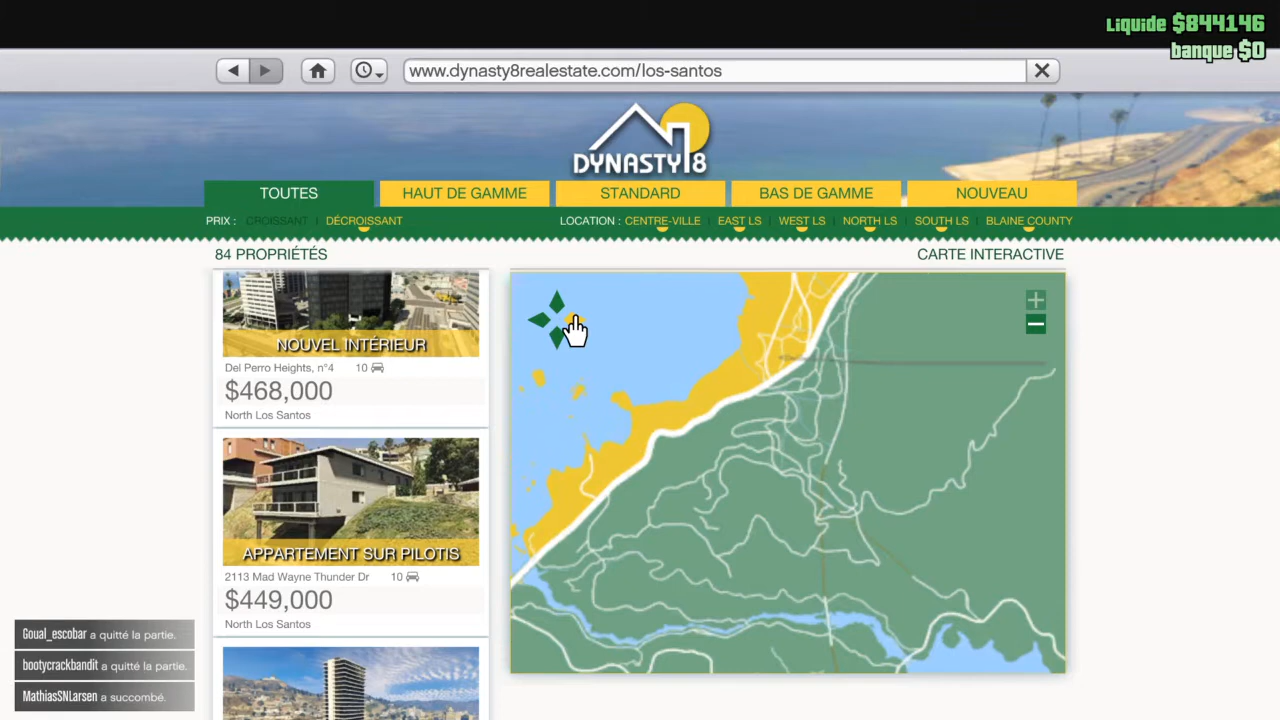 Liquide $844146
banque $0
www.dynasty8realestate.com/los-santos
DYNASTY 8
TOUTES
HAUT DE GAMME
STANDARD
BAS DE GAMME
NOUVEAU
PRIX : CROISSANT | DÉCROISSANT
LOCATION : CENTRE-VILLE | EAST LS | WEST LS | NORTH LS | SOUTH LS | BLAINE COUNTY
84 PROPRIÉTÉS
CARTE INTERACTIVE
NOUVEL INTÉRIEUR
Del Perro Heights, n°4 10
$468,000
North Los Santos
APPARTEMENT SUR PILOTIS
2113 Mad Wayne Thunder Dr 10
$449,000
North Los Santos
Goual_escobar a quitté la partie.
bootycrackbandit a quitté la partie.
MathiasSNLarsen a succombé.